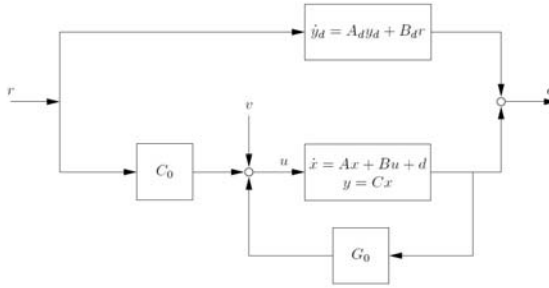 ẏ_d = A_d y_d + B_d r
r
v
e
C_0
u
ẋ = Ax + Bu + d
y = Cx
G_0